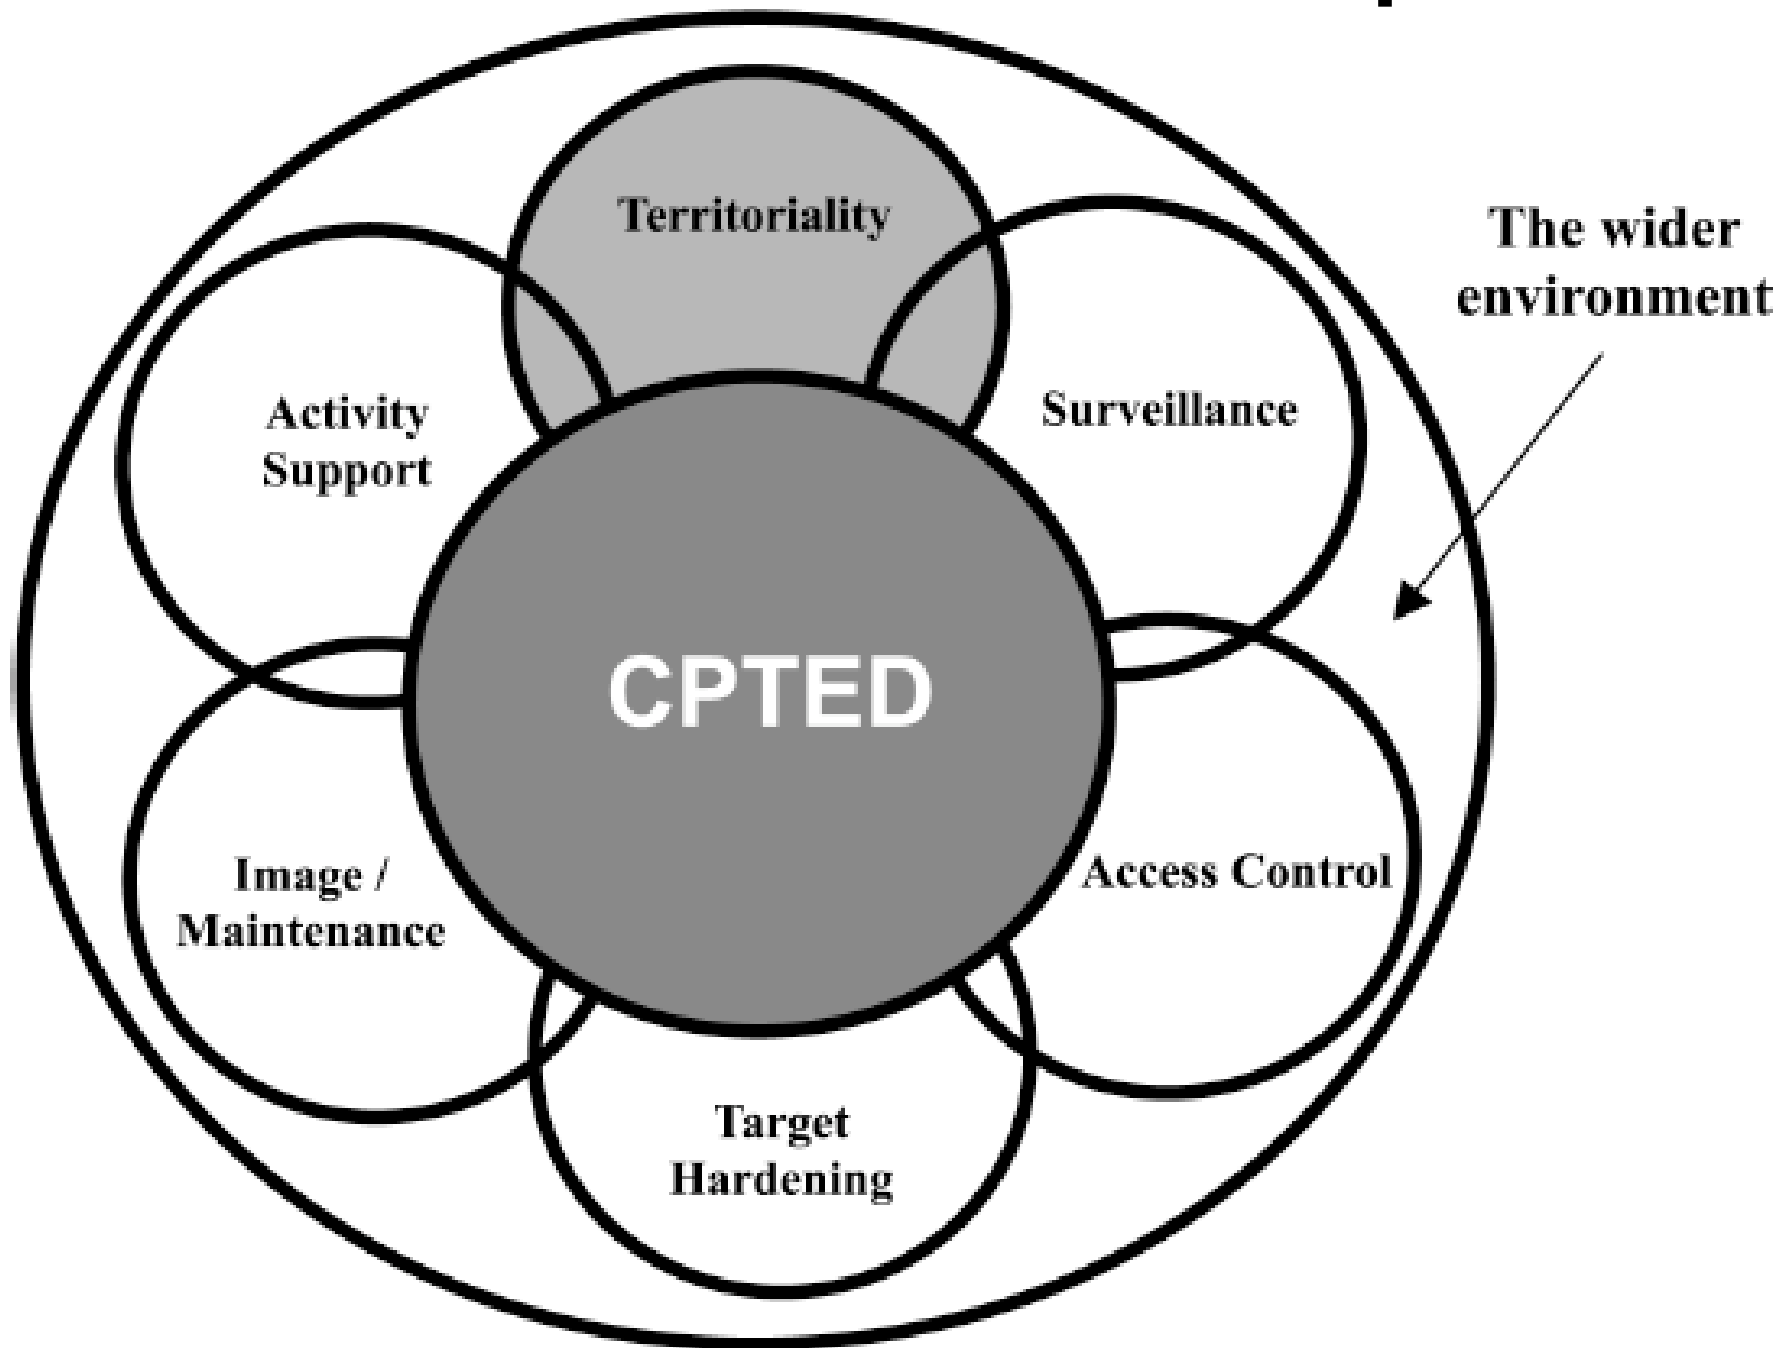 Territoriality
The wider
environment
Activity
Support
Surveillance
CPTED
Image /
Maintenance
Access Control
Target
Hardening